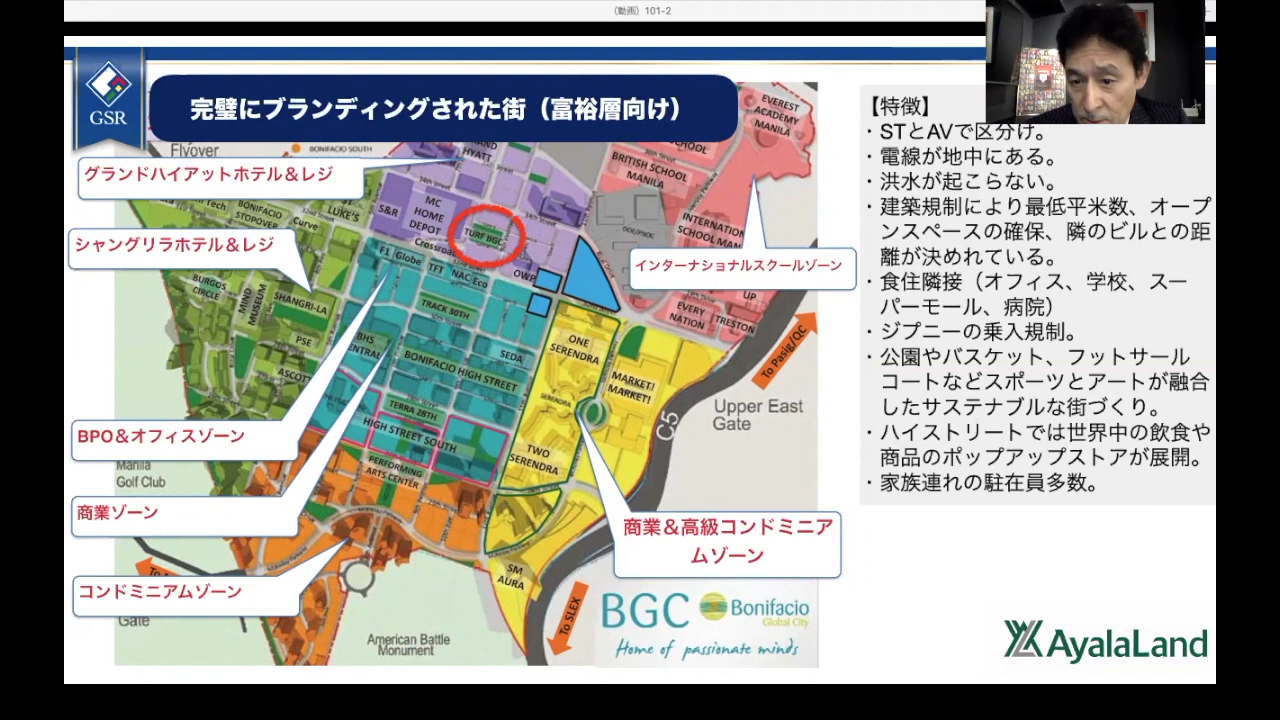 (動画) 101-2
GSR
完璧にブランディングされた街（富裕層向け）
Flyover
BONIFACIO SOUTH
グランドハイアットホテル＆レジ
シャングリラホテル＆レジ
インターナショナルスクールゾーン
BPO＆オフィスゾーン
商業ゾーン
コンドミニアムゾーン
商業＆高級コンドミニア
ムゾーン
EVEREST
ACADEMY
MANILA
HYATT
SCHOOL
BRITISH SCHOOL
MANILA
INTERNATION
SCHOOL MAN
36th Street
34th Street
S&R
MC
HOME
DEPOT
TURF BGC
Crossroa
OWP
Tech
BONIFACIO
STOPOVER
LUKE'S
Curve
F1
Globe
TFT
NAC/Eco
TRACK 30TH
BURGOS
CIRCLE
MIND
MUSEUM
SHANGRI-LA
PSE
ASCOTT
BHS
ENTRAL
BONIFACIO HIGH STREET
SEDA
TERRA 28TH
HIGH STREET SOUTH
PERFORMING
ARTS CENTER
ONE
SERENDRA
SERENDRA
MARKET!
MARKET!
TWO
SERENDRA
EVERY
NATION
TRESTON
UP
To Pasig/QC
Upper East
Gate
C5
SM
AURA
To SLEX
Manila
Golf Club
Gate
American Battle
Monument
BGC
Bonifacio
Global City
Home of passionate minds
【特徴】
・STとAVで区分け。
・電線が地中にある。
・洪水が起こらない。
・建築規制により最低平米数、オープ
ンスペースの確保、隣のビルとの距
離が決めれている。
・食住隣接（オフィス、学校、スー
パーモール、病院）
・ジプニーの乗入規制。
・公園やバスケット、フットサール
コートなどスポーツとアートが融合
したサステナブルな街づくり。
・ハイストリートでは世界中の飲食や
商品のポップアップストアが展開。
・家族連れの駐在員多数。
AyalaLand